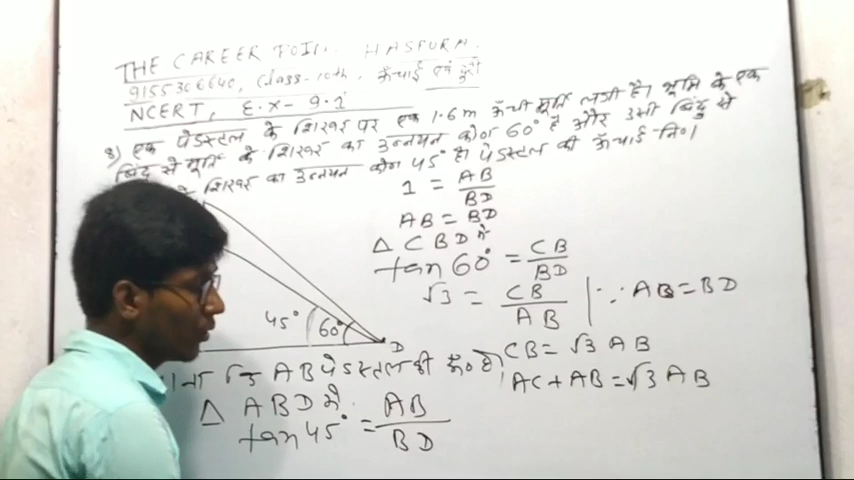 THE CAREER POINT HASPURA.
9155306640, Class-10th, ऊँचाई एवं दूरी
NCERT, E.x-9.1
8) एक पेडस्टल के शिखर पर एक 1.6m ऊँची मूर्ति लगी है। भूमि के एक
बिंदु से मूर्ति के शिखर का उन्नयन कोण 60° है और उसी बिंदु से
के शिखर का उन्नयन कोण 45° है। पेडस्टल की ऊँचाई नि०।
1 = AB/BD
AB = BD
Δ CBD में
tan 60° = CB/BD
√3 = CB/AB | ∵ AB = BD
CB = √3 AB
AC + AB = √3 AB
45°
60°
D
माना कि AB पेडस्टल की ऊँ० है
Δ ABD में
tan 45° = AB/BD